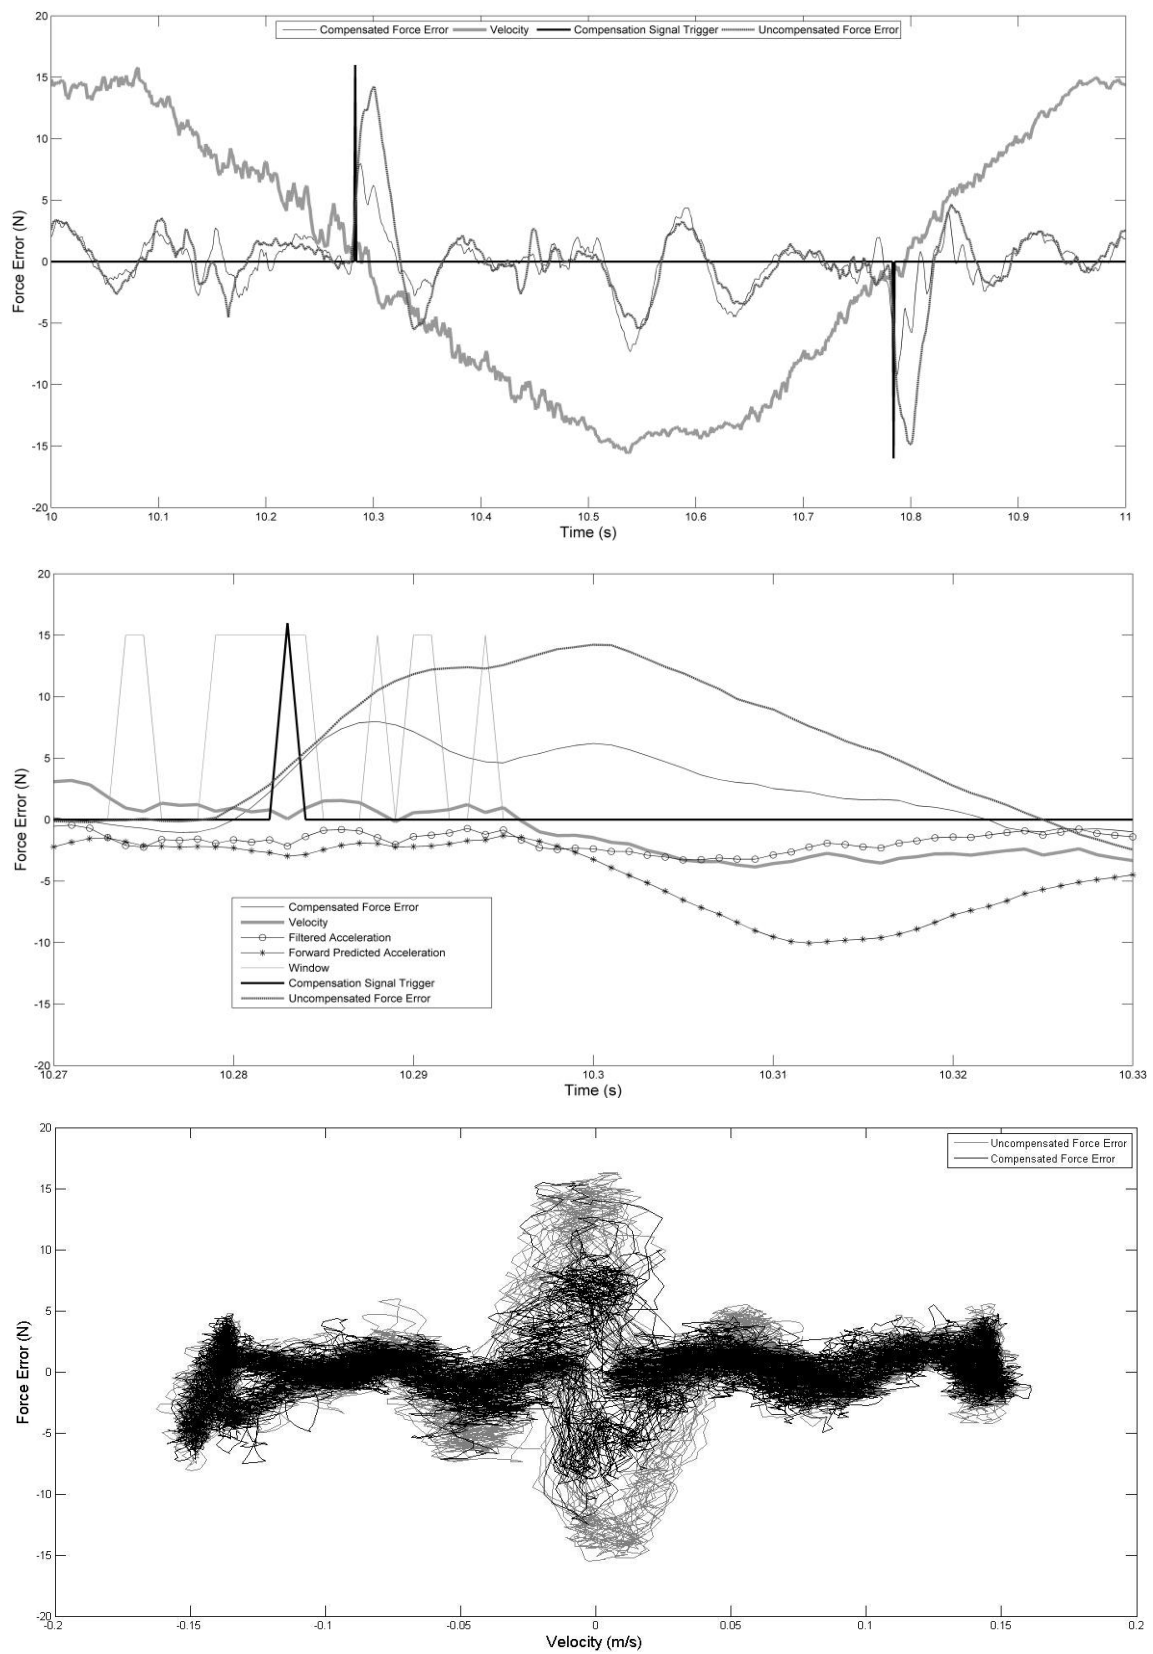 20
Compensated Force Error Velocity Compensation Signal Trigger Uncompensated Force Error
15
10
5
0
-5
-10
-15
-20
Force Error (N)
10 10.1 10.2 10.3 10.4 10.5 10.6 10.7 10.8 10.9 11
Time (s)
20
15
10
5
0
-5
-10
-15
-20
Force Error (N)
Compensated Force Error
Velocity
Filtered Acceleration
Forward Predicted Acceleration
Window
Compensation Signal Trigger
Uncompensated Force Error
10.27 10.28 10.29 10.3 10.31 10.32 10.33
Time (s)
20
Uncompensated Force Error
Compensated Force Error
15
10
5
0
-5
-10
-15
-20
Force Error (N)
-0.2 -0.15 -0.1 -0.05 0 0.05 0.1 0.15 0.2
Velocity (m/s)